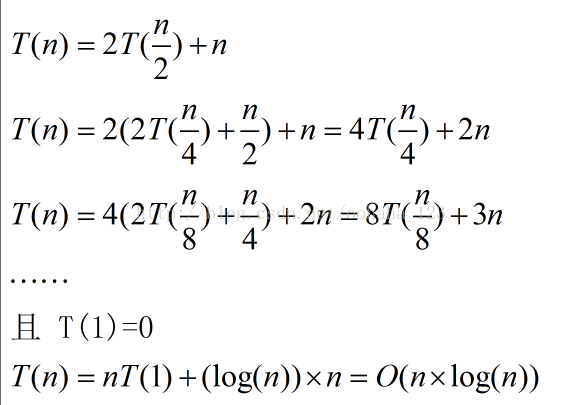 T(n) = 2T(n/2) + n
T(n) = 2(2T(n/4) + n/2) + n = 4T(n/4) + 2n
T(n) = 4(2T(n/8) + n/4) + 2n = 8T(n/8) + 3n
……
且 T(1)=0
T(n) = nT(1) + (log(n))×n = O(n×log(n))